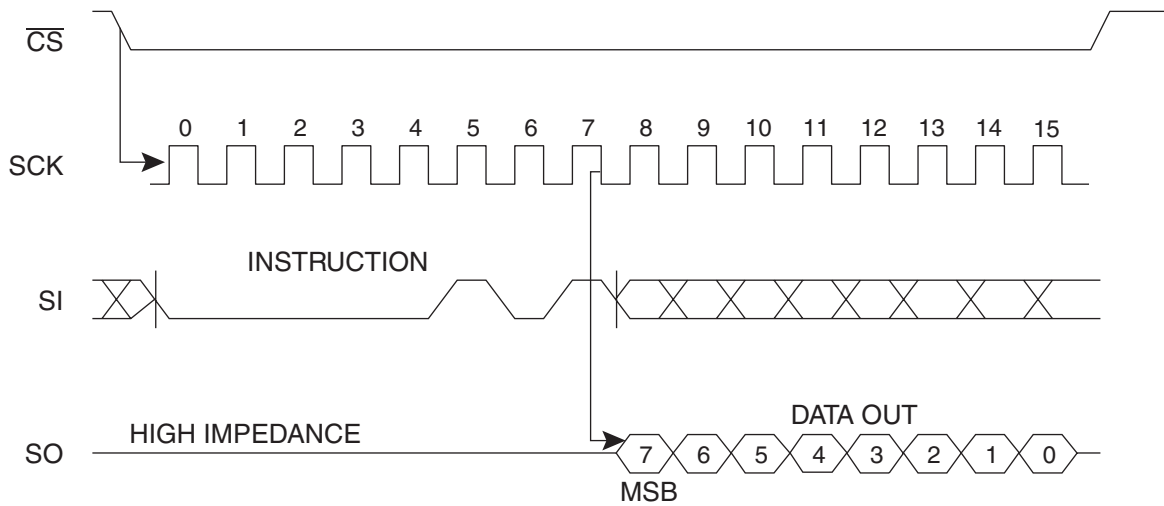 CS
0 1 2 3 4 5 6 7 8 9 10 11 12 13 14 15
SCK
INSTRUCTION
SI
DATA OUT
HIGH IMPEDANCE
SO
7 6 5 4 3 2 1 0
MSB